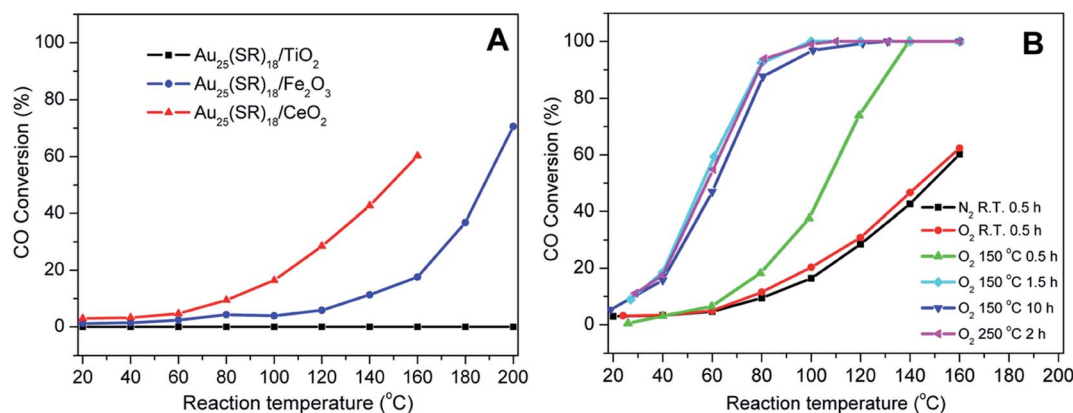 A
Au25(SR)18/TiO2
Au25(SR)18/Fe2O3
Au25(SR)18/CeO2
CO Conversion (%)
100
80
60
40
20
0
20 40 60 80 100 120 140 160 180 200
Reaction temperature (°C)
B
CO Conversion (%)
100
80
60
40
20
0
N2 R.T. 0.5 h
O2 R.T. 0.5 h
O2 150 °C 0.5 h
O2 150 °C 1.5 h
O2 150 °C 10 h
O2 250 °C 2 h
20 40 60 80 100 120 140 160 180 200
Reaction temperature (°C)